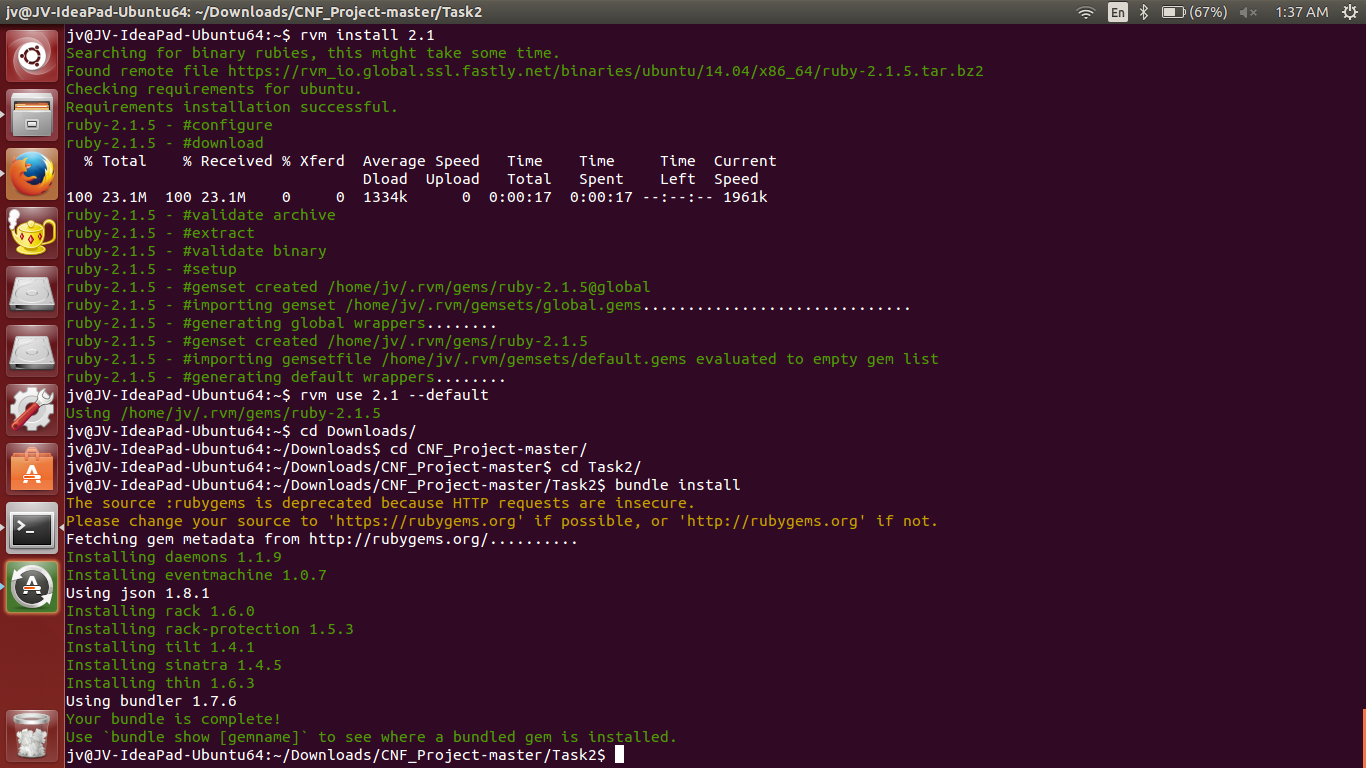 jv@JV-IdeaPad-Ubuntu64: ~/Downloads/CNF_Project-master/Task2
En
(67%)
1:37 AM
jv@JV-IdeaPad-Ubuntu64:~$ rvm install 2.1
Searching for binary rubies, this might take some time.
Found remote file https://rvm_io.global.ssl.fastly.net/binaries/ubuntu/14.04/x86_64/ruby-2.1.5.tar.bz2
Checking requirements for ubuntu.
Requirements installation successful.
ruby-2.1.5 - #configure
ruby-2.1.5 - #download
  % Total    % Received % Xferd  Average Speed   Time    Time     Time  Current
                                 Dload  Upload   Total   Spent    Left  Speed
100 23.1M  100 23.1M    0     0  1334k      0  0:00:17  0:00:17 --:--:-- 1961k
ruby-2.1.5 - #validate archive
ruby-2.1.5 - #extract
ruby-2.1.5 - #validate binary
ruby-2.1.5 - #setup
ruby-2.1.5 - #gemset created /home/jv/.rvm/gems/ruby-2.1.5@global
ruby-2.1.5 - #importing gemset /home/jv/.rvm/gemsets/global.gems..............................
ruby-2.1.5 - #generating global wrappers........
ruby-2.1.5 - #gemset created /home/jv/.rvm/gems/ruby-2.1.5
ruby-2.1.5 - #importing gemsetfile /home/jv/.rvm/gemsets/default.gems evaluated to empty gem list
ruby-2.1.5 - #generating default wrappers........
jv@JV-IdeaPad-Ubuntu64:~$ rvm use 2.1 --default
Using /home/jv/.rvm/gems/ruby-2.1.5
jv@JV-IdeaPad-Ubuntu64:~$ cd Downloads/
jv@JV-IdeaPad-Ubuntu64:~/Downloads$ cd CNF_Project-master/
jv@JV-IdeaPad-Ubuntu64:~/Downloads/CNF_Project-master$ cd Task2/
jv@JV-IdeaPad-Ubuntu64:~/Downloads/CNF_Project-master/Task2$ bundle install
The source :rubygems is deprecated because HTTP requests are insecure.
Please change your source to 'https://rubygems.org' if possible, or 'http://rubygems.org' if not.
Fetching gem metadata from http://rubygems.org/..........
Installing daemons 1.1.9
Installing eventmachine 1.0.7
Using json 1.8.1
Installing rack 1.6.0
Installing rack-protection 1.5.3
Installing tilt 1.4.1
Installing sinatra 1.4.5
Installing thin 1.6.3
Using bundler 1.7.6
Your bundle is complete!
Use `bundle show [gemname]` to see where a bundled gem is installed.
jv@JV-IdeaPad-Ubuntu64:~/Downloads/CNF_Project-master/Task2$